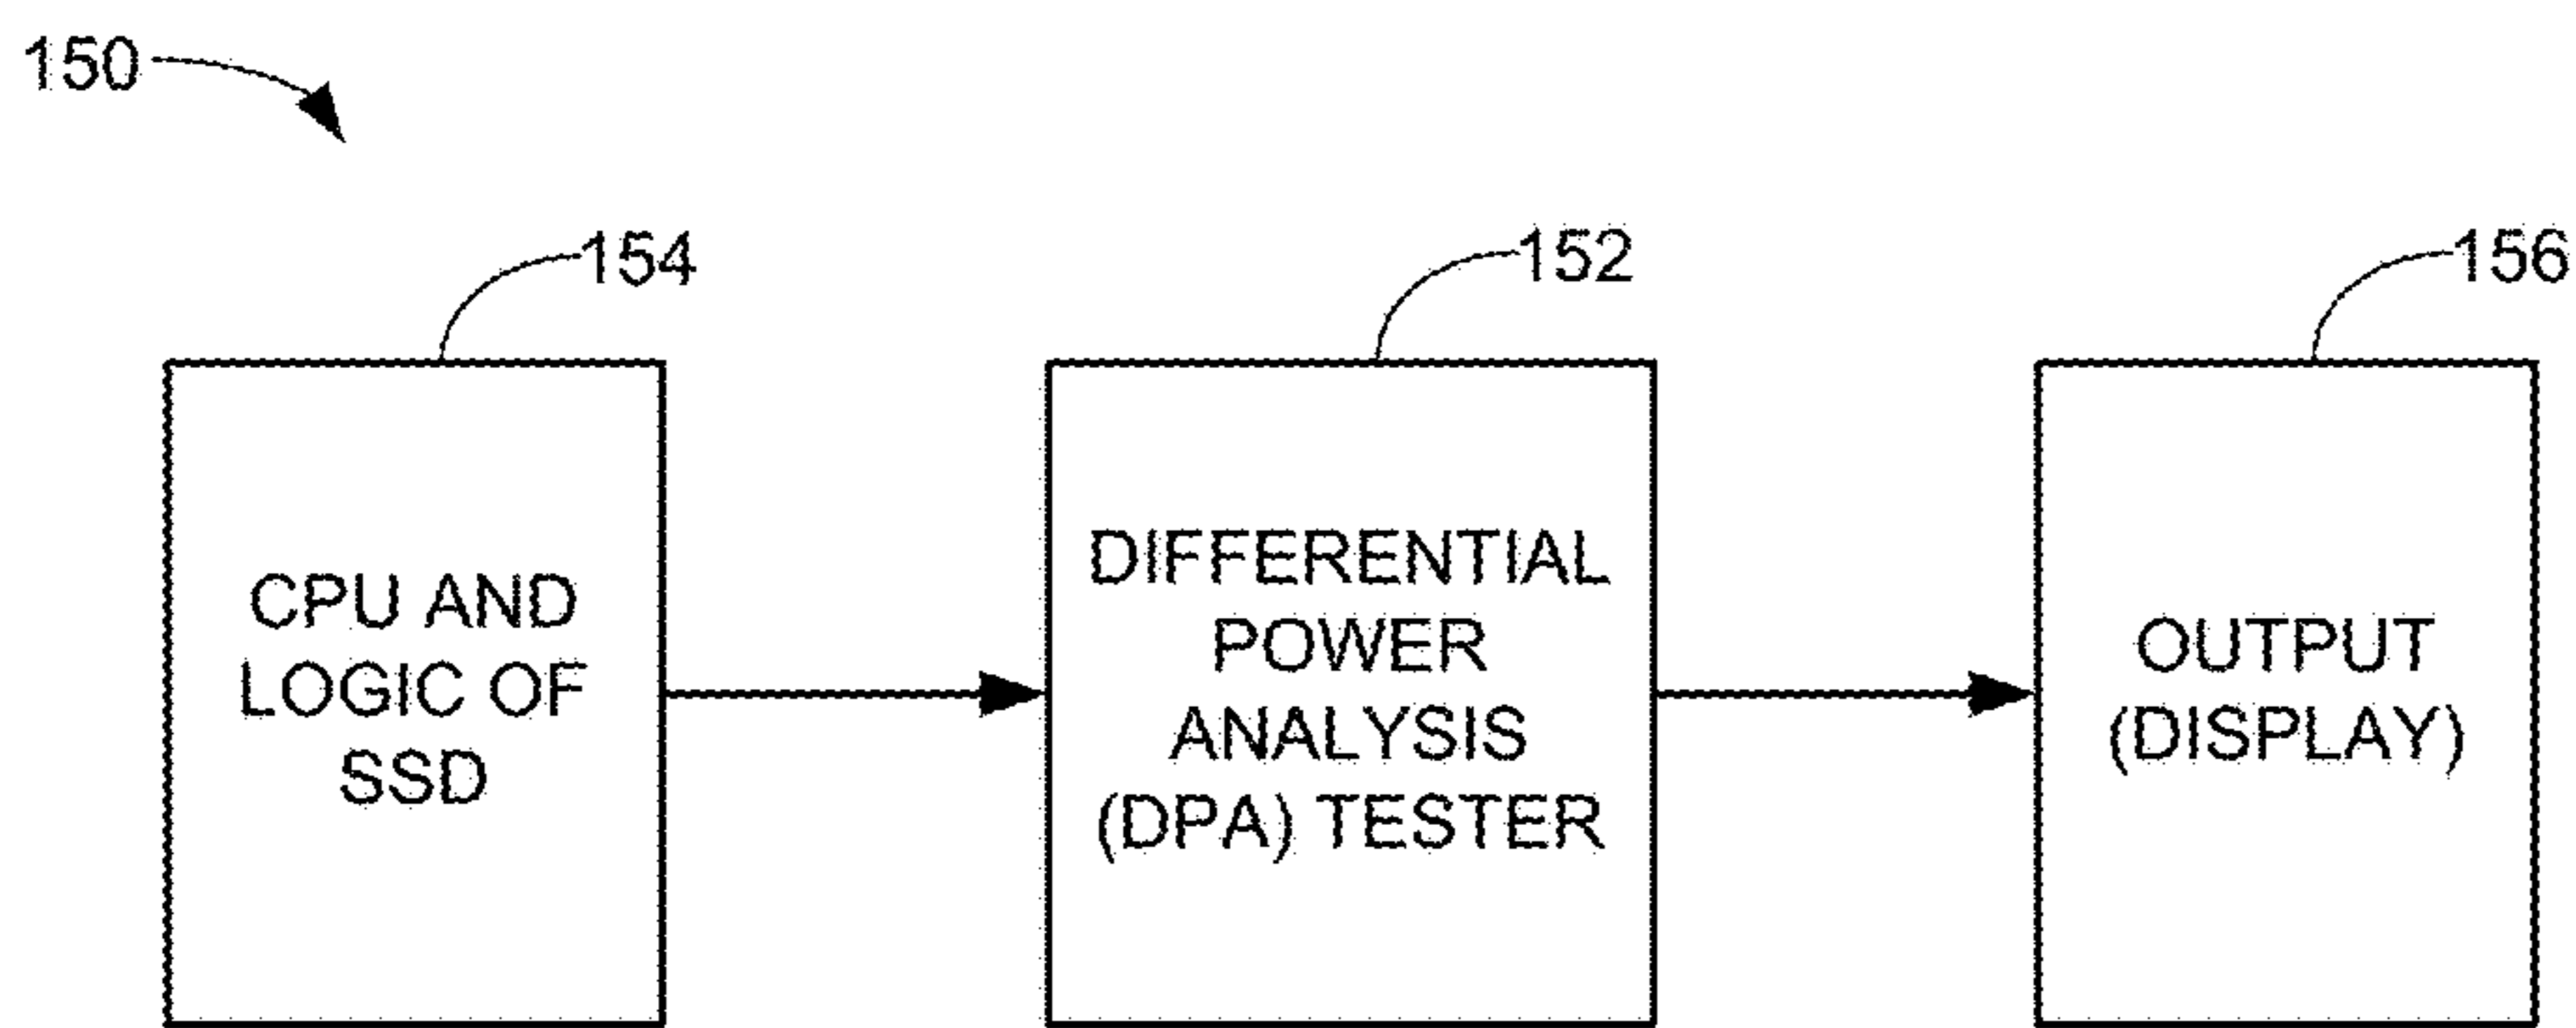 150
154
152
156
CPU AND
LOGIC OF
SSD
DIFFERENTIAL
POWER
ANALYSIS
(DPA) TESTER
OUTPUT
(DISPLAY)